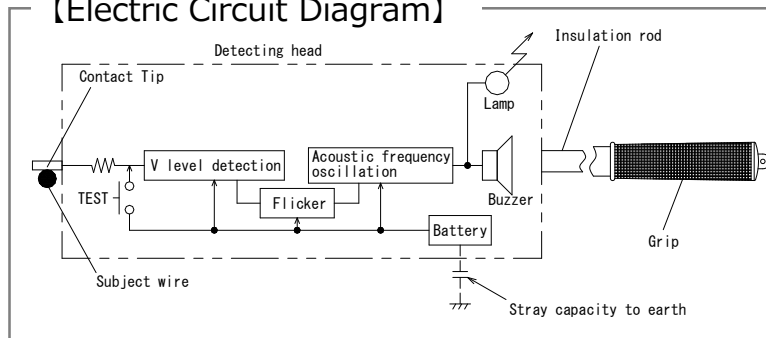 【Electric Circuit Diagram】
Detecting head
Insulation rod
Contact Tip
Lamp
V level detection
Acoustic frequency
oscillation
TEST
Flicker
Buzzer
Battery
Grip
Subject wire
Stray capacity to earth